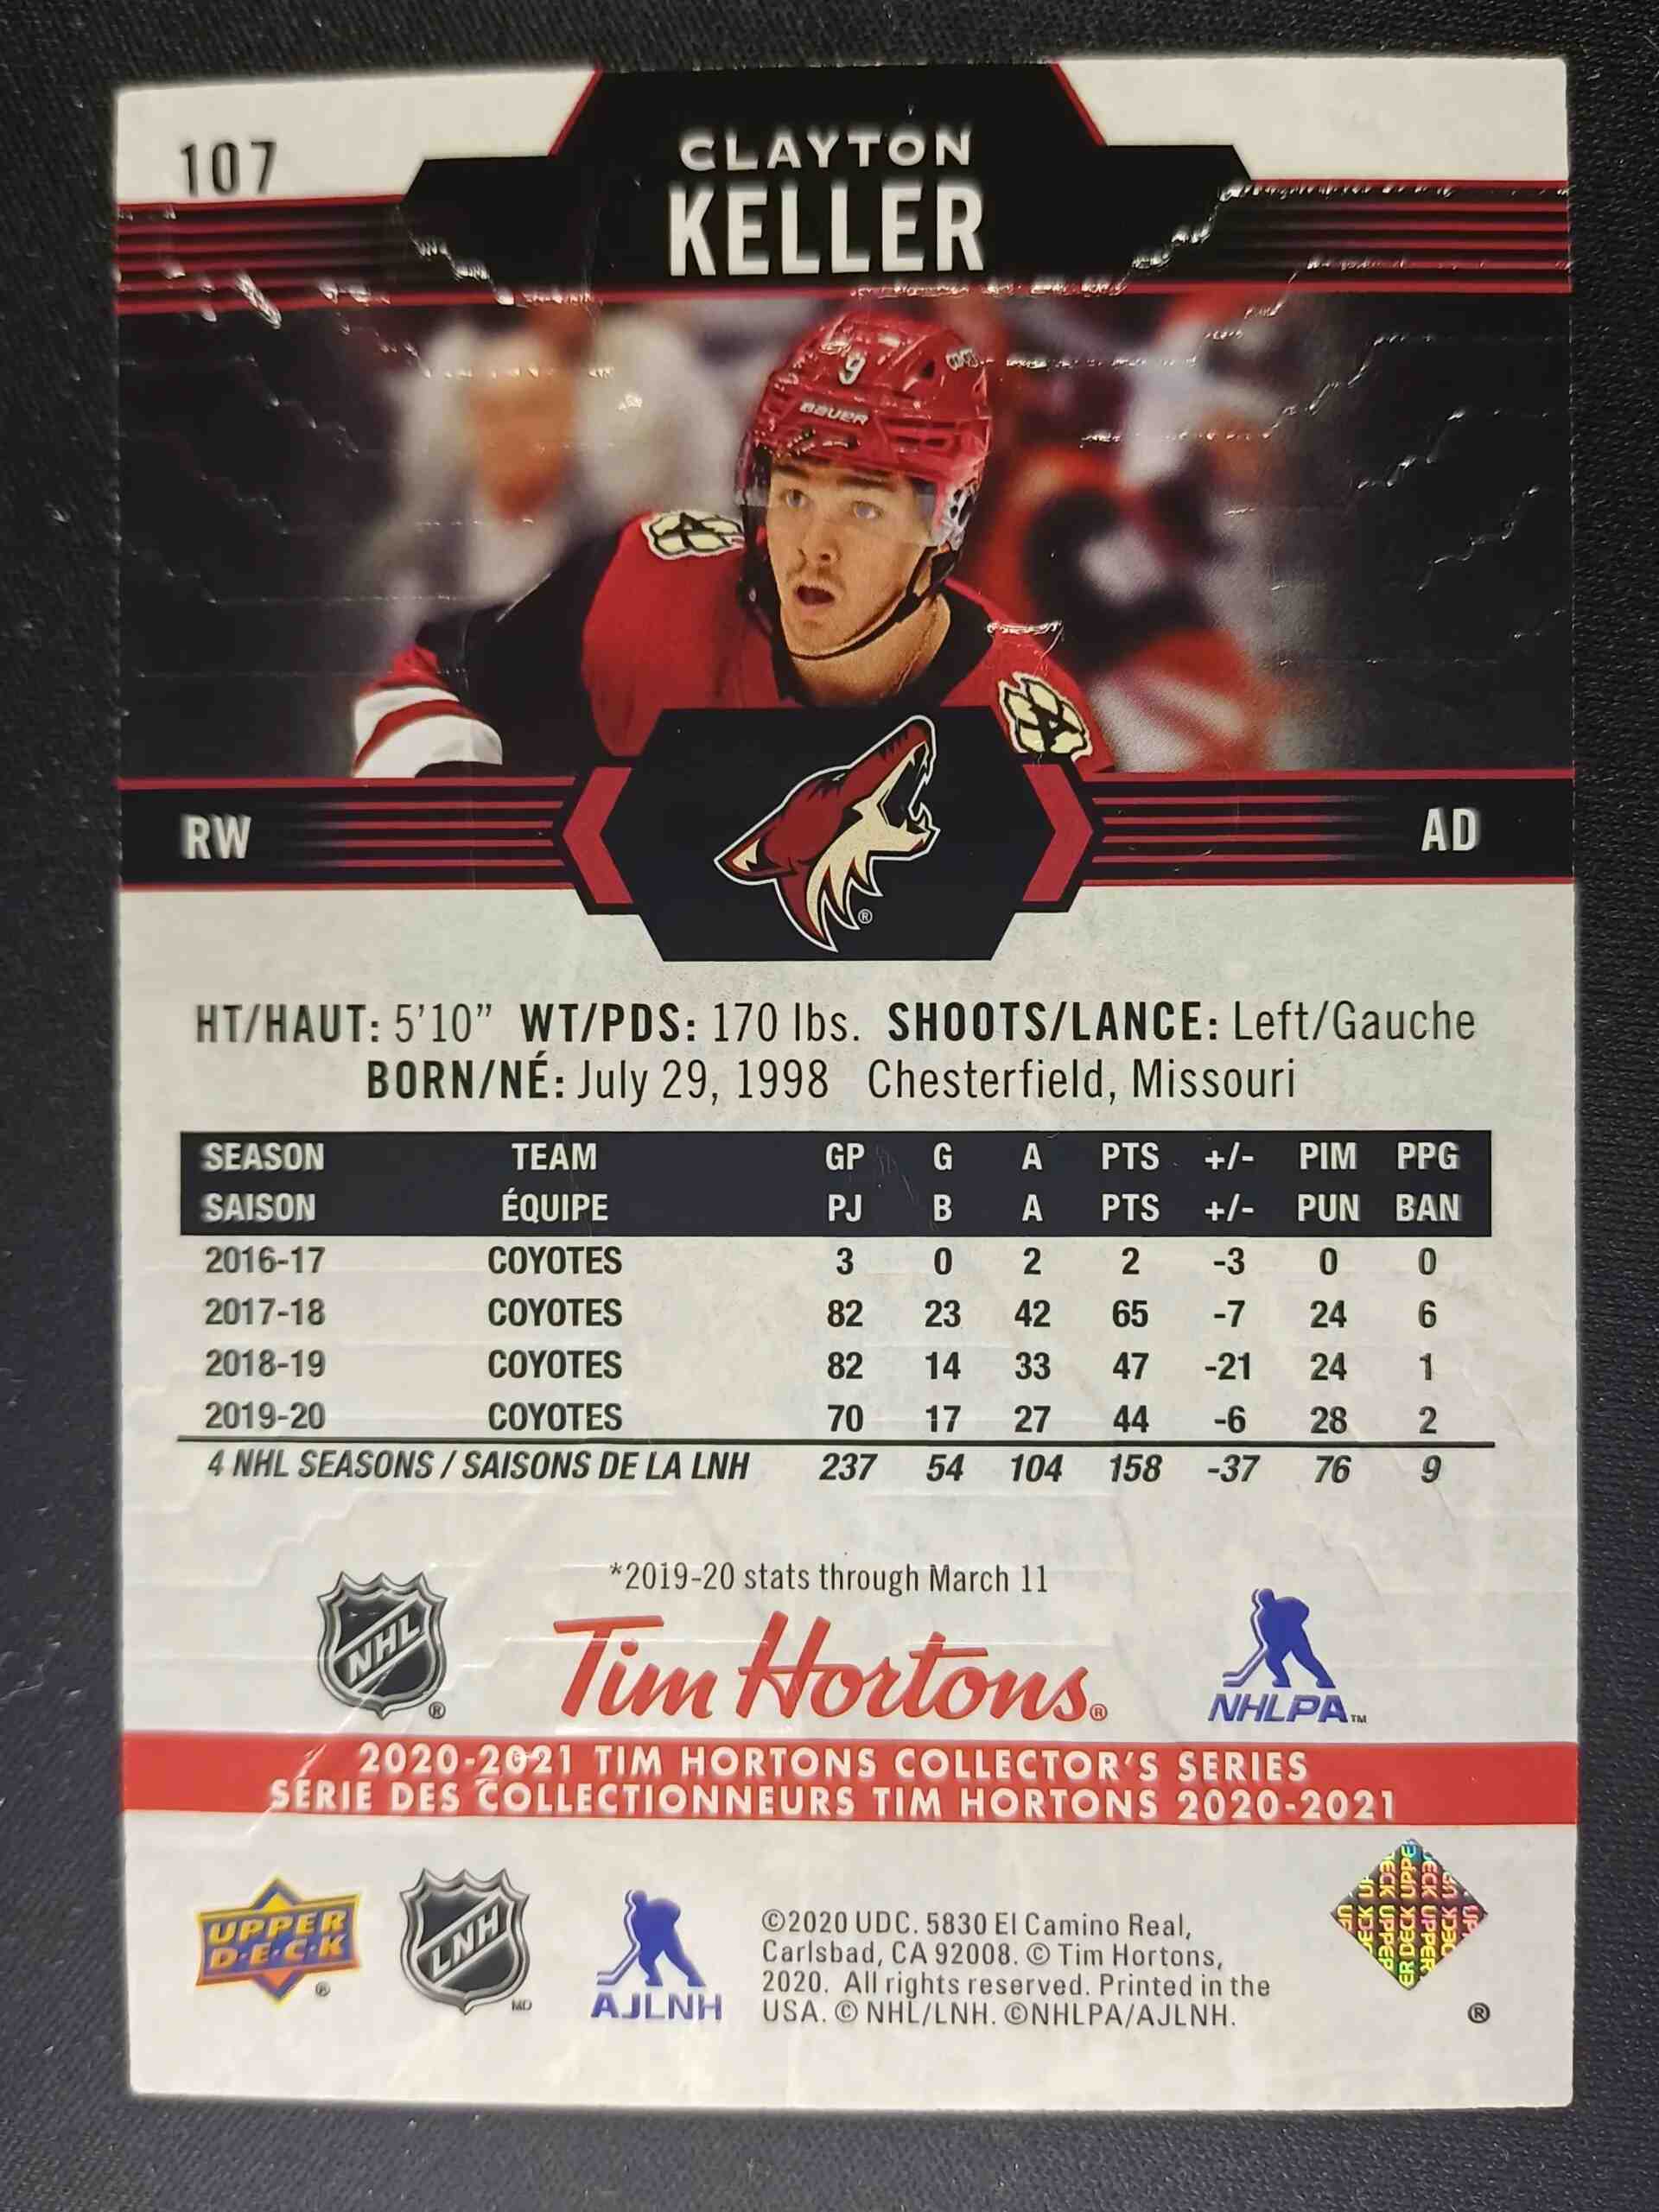 107
CLAYTON
KELLER
9
BAUER
RW
AD
®
HT/HAUT: 5'10” WT/PDS: 170 lbs. SHOOTS/LANCE: Left/Gauche
BORN/NÉ: July 29, 1998 Chesterfield, Missouri
SEASON TEAM GP G A PTS +/- PIM PPG
SAISON ÉQUIPE PJ B A PTS +/- PUN BAN
2016-17 COYOTES 3 0 2 2 -3 0 0
2017-18 COYOTES 82 23 42 65 -7 24 6
2018-19 COYOTES 82 14 33 47 -21 24 1
2019-20 COYOTES 70 17 27 44 -6 28 2
4 NHL SEASONS / SAISONS DE LA LNH 237 54 104 158 -37 76 9
*2019-20 stats through March 11
NHL ®
Tim Hortons®
NHLPA™
2020-2021 TIM HORTONS COLLECTOR'S SERIES
SÉRIE DES COLLECTIONNEURS TIM HORTONS 2020-2021
UPPER
D·E·C·K ®
LNH MD
AJLNH
©2020 UDC. 5830 El Camino Real,
Carlsbad, CA 92008. © Tim Hortons,
2020. All rights reserved. Printed in the
USA. © NHL/LNH. ©NHLPA/AJLNH.
UPPER DECK
®